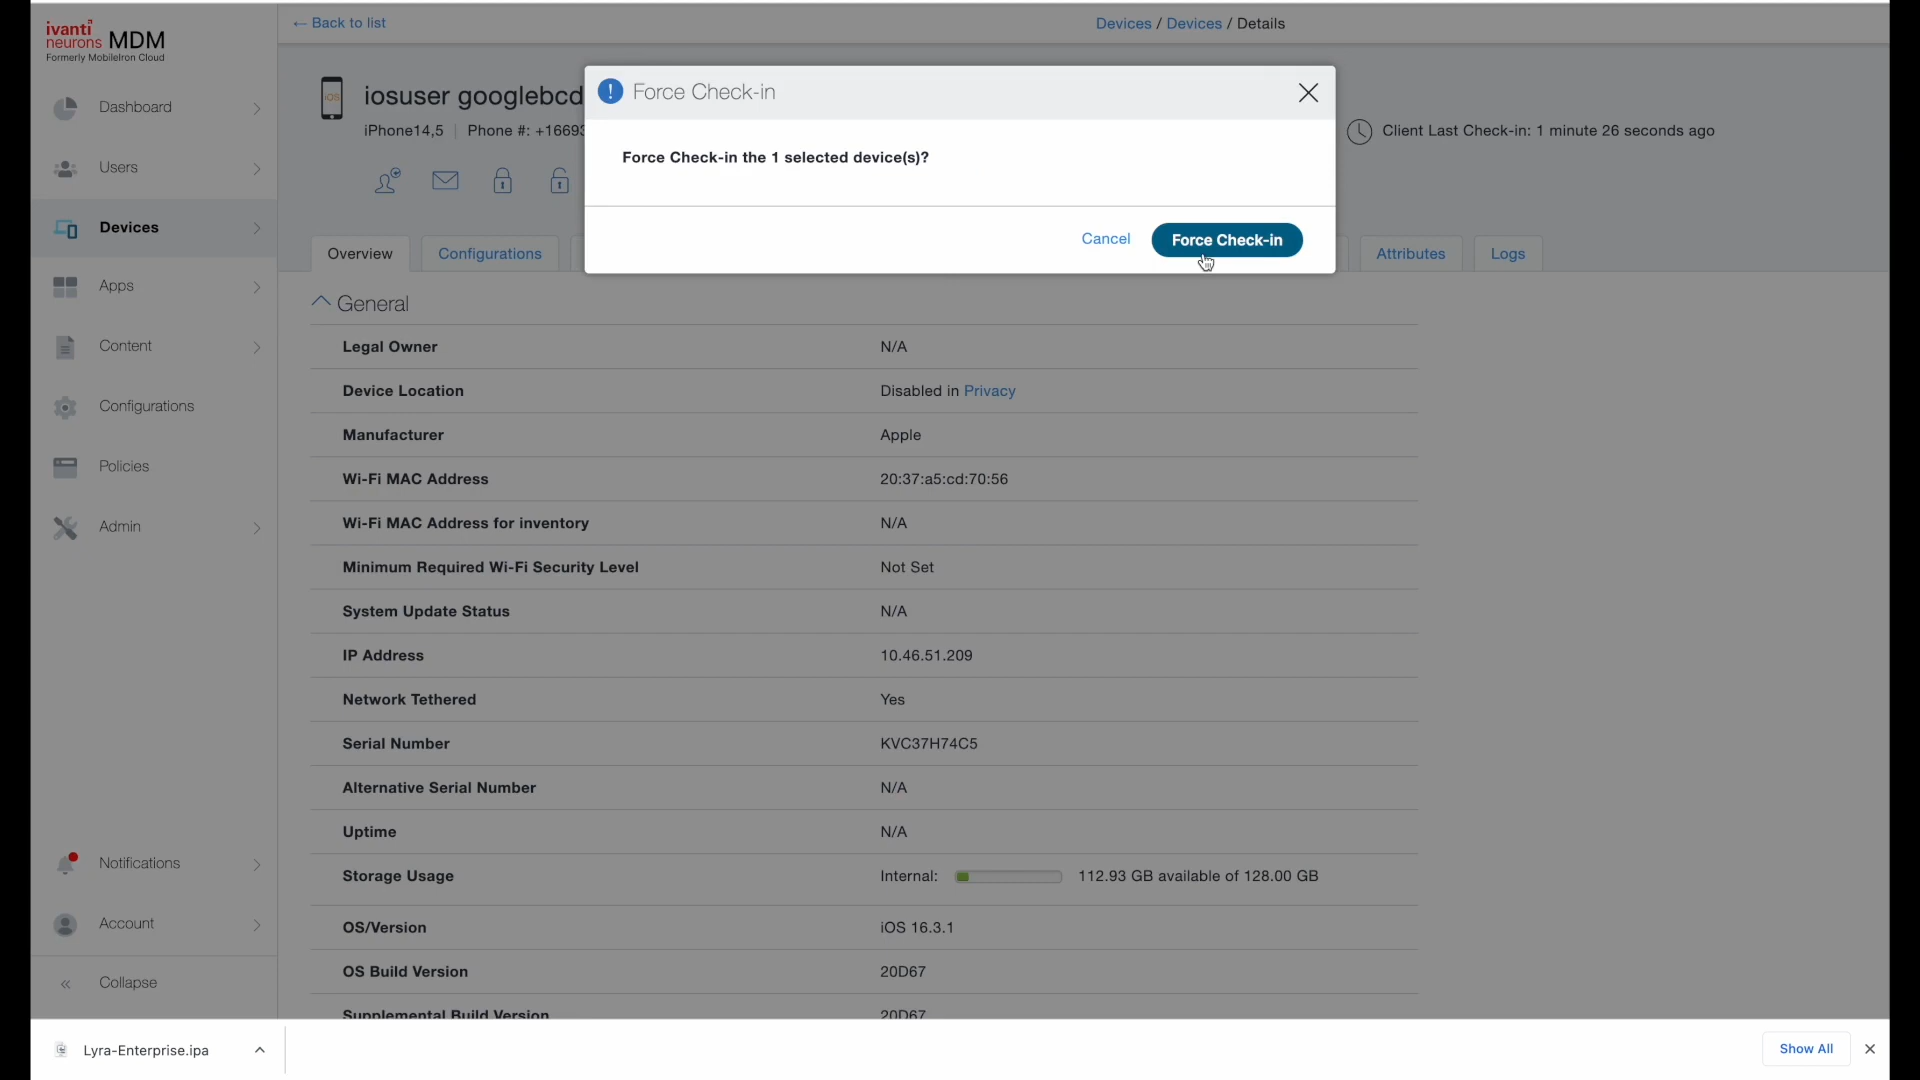 ivanti
neurons MDM
Formerly MobileIron Cloud
← Back to list
Devices / Devices / Details
iosuser googlebcd
iOS
iPhone14,5 | Phone #: +16693
Client Last Check-in: 1 minute 26 seconds ago
! Force Check-in
Force Check-in the 1 selected device(s)?
Cancel
Force Check-in
Dashboard
Users
Devices
Apps
Content
Configurations
Policies
Admin
Notifications
Account
« Collapse
Overview
Configurations
Attributes
Logs
General
Legal Owner N/A
Device Location Disabled in Privacy
Manufacturer Apple
Wi-Fi MAC Address 20:37:a5:cd:70:56
Wi-Fi MAC Address for inventory N/A
Minimum Required Wi-Fi Security Level Not Set
System Update Status N/A
IP Address 10.46.51.209
Network Tethered Yes
Serial Number KVC37H74C5
Alternative Serial Number N/A
Uptime N/A
Storage Usage Internal: 112.93 GB available of 128.00 GB
OS/Version iOS 16.3.1
OS Build Version 20D67
Supplemental Build Version 20D67
Lyra-Enterprise.ipa
Show All